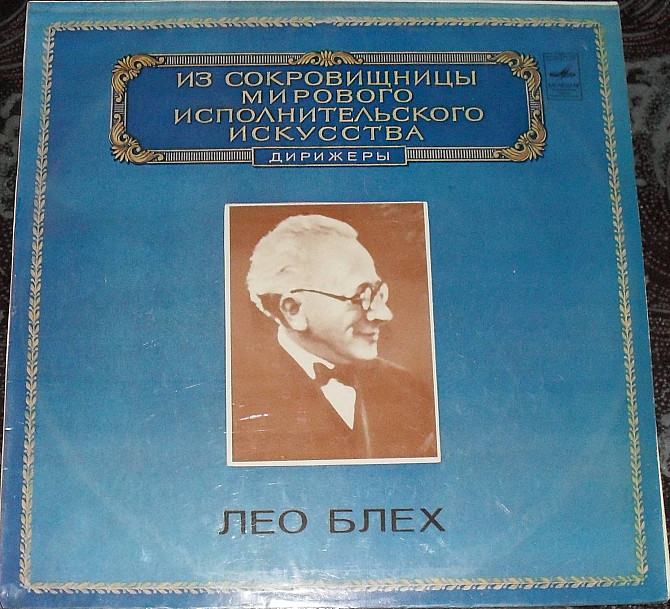 ИЗ СОКРОВИЩНИЦЫ
МИРОВОГО
ИСПОЛНИТЕЛЬСКОГО
ИСКУССТВА
ДИРИЖЕРЫ
ЛЕО БЛЕХ